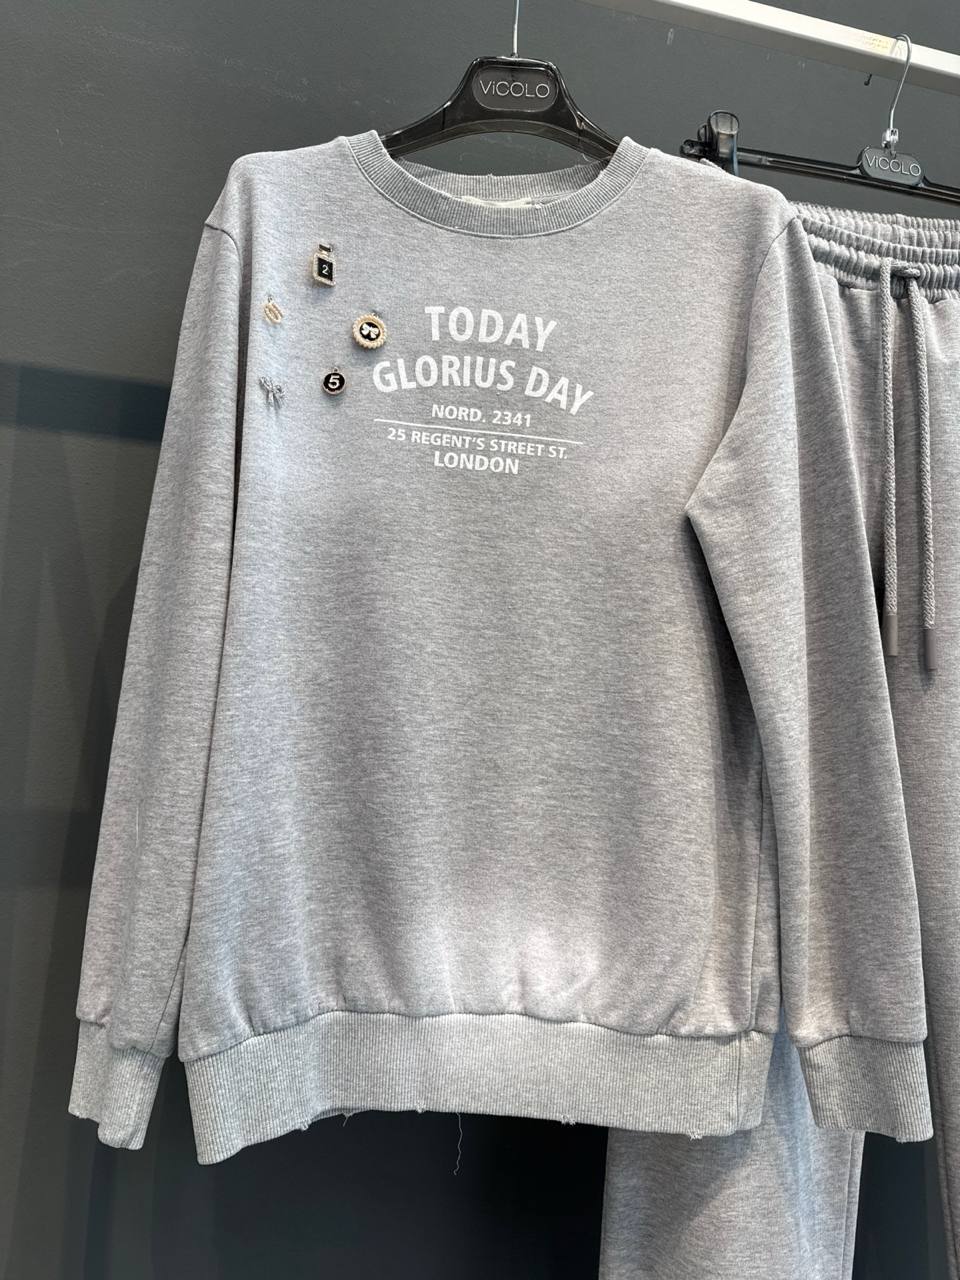 ViCOLO
ViCOLO
2
5
TODAY
GLORIUS DAY
NORD. 2341
25 REGENT'S STREET ST.
LONDON